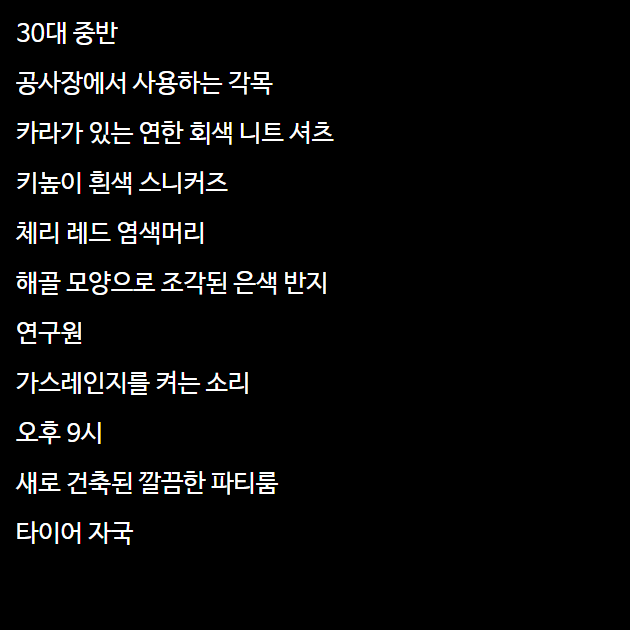 30대 중반
공사장에서 사용하는 각목
카라가 있는 연한 회색 니트 셔츠
키높이 흰색 스니커즈
체리 레드 염색머리
해골 모양으로 조각된 은색 반지
연구원
가스레인지를 켜는 소리
오후 9시
새로 건축된 깔끔한 파티룸
타이어 자국